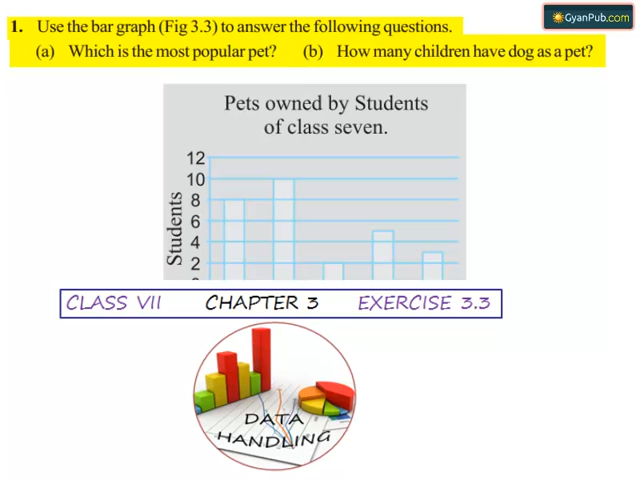 GyanPub.com
1. Use the bar graph (Fig 3.3) to answer the following questions.
(a) Which is the most popular pet? (b) How many children have dog as a pet?
Pets owned by Students
of class seven.
Students
12
10
8
6
4
2
CLASS VII CHAPTER 3 EXERCISE 3.3
DATA
HANDLING